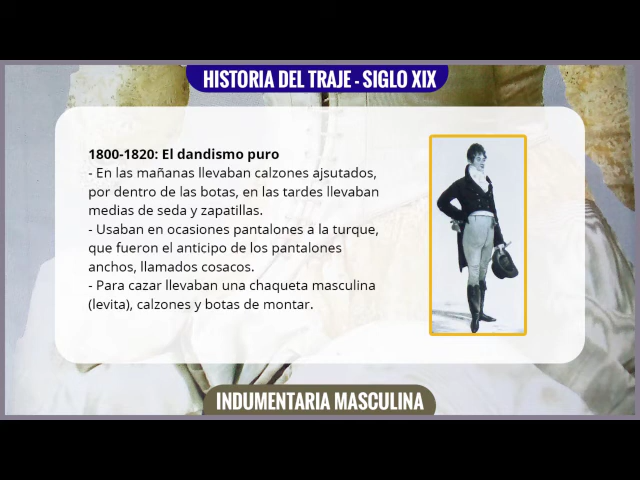 HISTORIA DEL TRAJE - SIGLO XIX
1800-1820: El dandismo puro
- En las mañanas llevaban calzones ajsutados,
por dentro de las botas, en las tardes llevaban
medias de seda y zapatillas.
- Usaban en ocasiones pantalones a la turque,
que fueron el anticipo de los pantalones
anchos, llamados cosacos.
- Para cazar llevaban una chaqueta masculina
(levita), calzones y botas de montar.
INDUMENTARIA MASCULINA